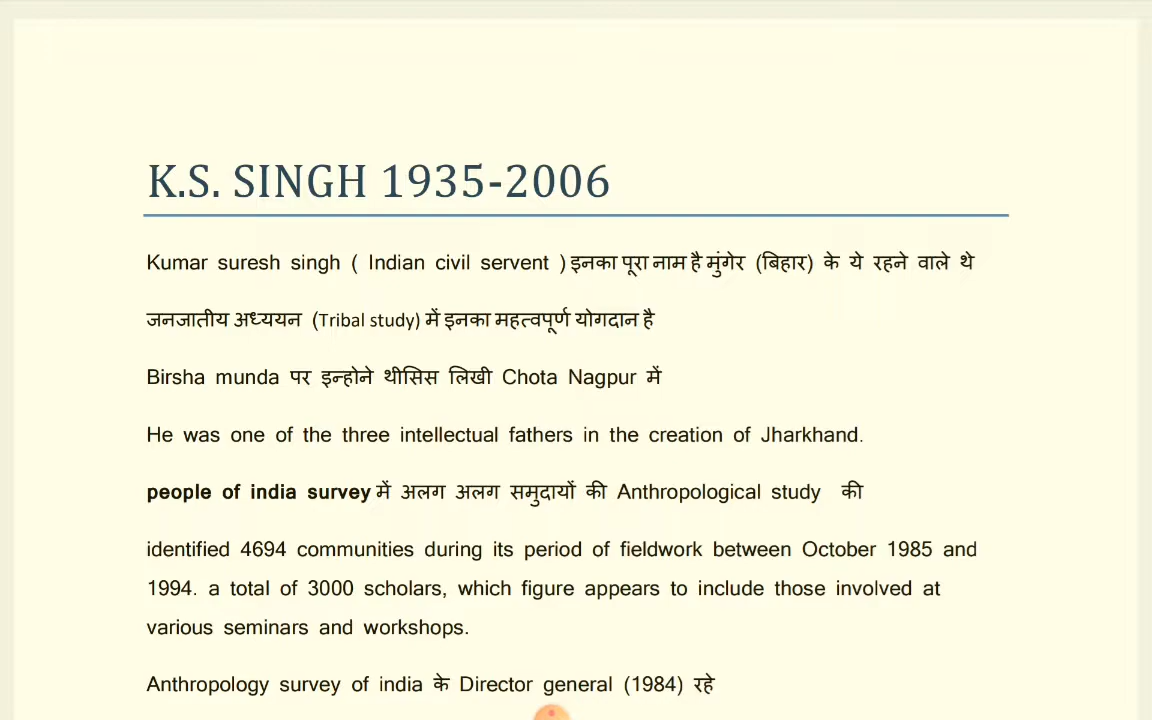 K.S. SINGH 1935-2006
Kumar suresh singh ( Indian civil servent ) इनका पूरा नाम है मुंगेर (बिहार) के ये रहने वाले थे
जनजातीय अध्ययन (Tribal study) में इनका महत्वपूर्ण योगदान है
Birsha munda पर इन्होने थीसिस लिखी Chota Nagpur में
He was one of the three intellectual fathers in the creation of Jharkhand.
people of india survey में अलग अलग समुदायों की Anthropological study की
identified 4694 communities during its period of fieldwork between October 1985 and
1994. a total of 3000 scholars, which figure appears to include those involved at
various seminars and workshops.
Anthropology survey of india के Director general (1984) रहे